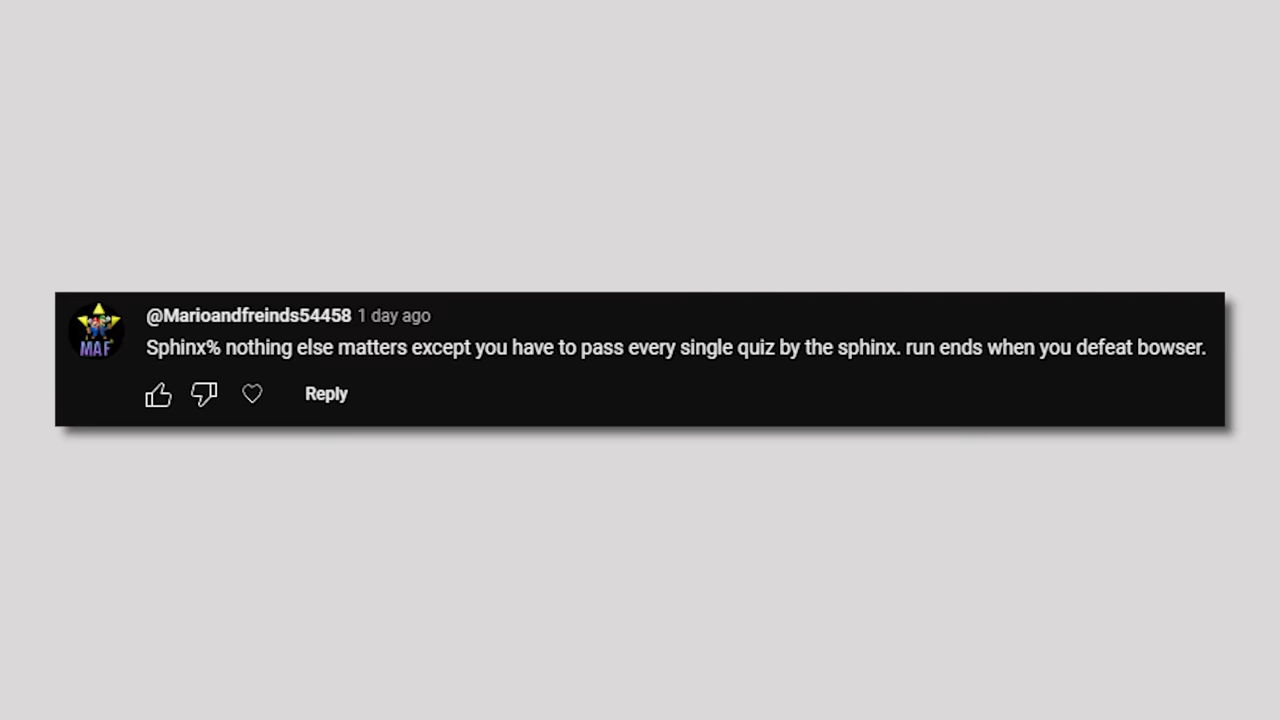 MAF
@Marioandfreinds54458 1 day ago
Sphinx% nothing else matters except you have to pass every single quiz by the sphinx. run ends when you defeat bowser.
Reply